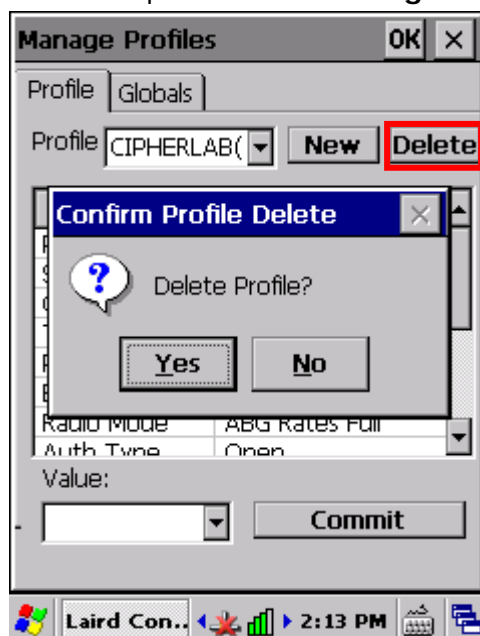 Manage Profiles OK ×
Profile Globals
Profile CIPHERLAB( New Delete
Confirm Profile Delete ×
Delete Profile?
Yes No
Radio Mode ABG Rates Full
Auth Type Open
Value:
Commit
Laird Con.. 2:13 PM